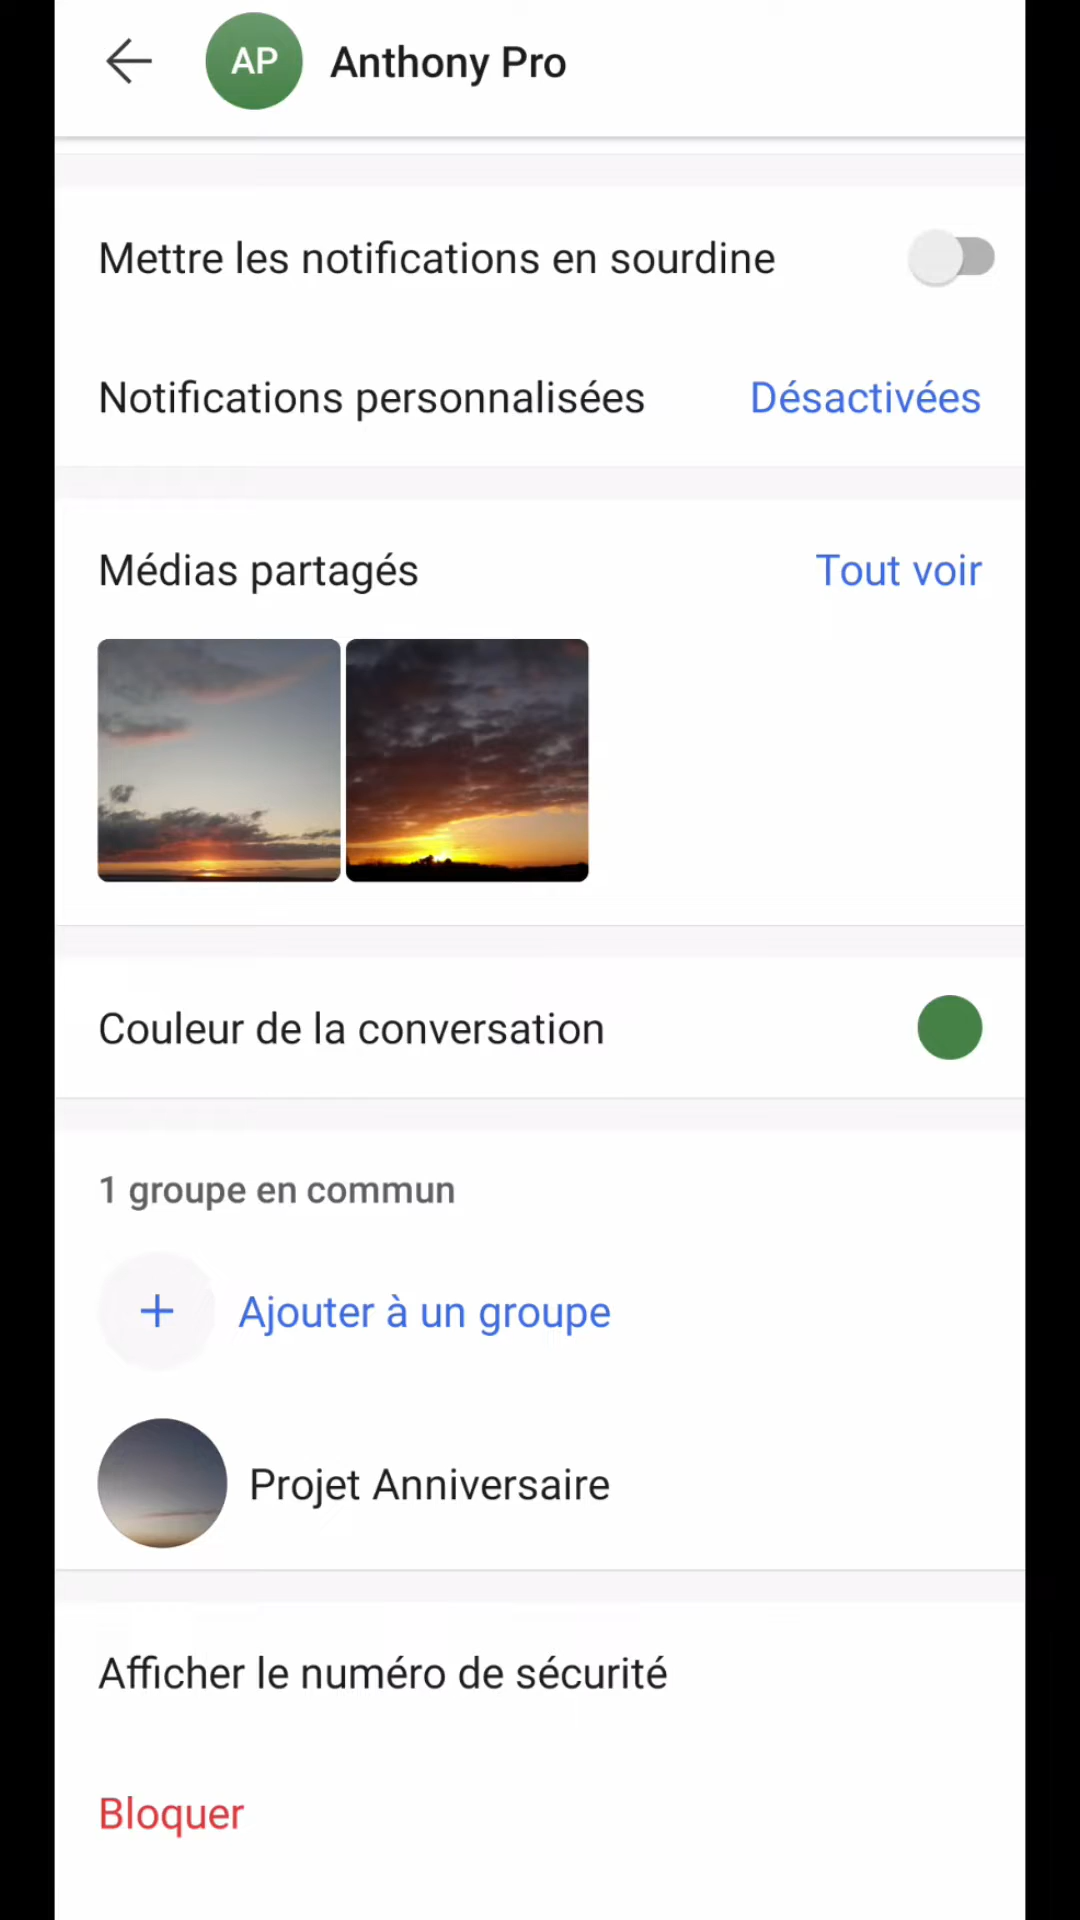 AP Anthony Pro
Mettre les notifications en sourdine
Notifications personnalisées Désactivées
Médias partagés Tout voir
Couleur de la conversation
1 groupe en commun
+ Ajouter à un groupe
Projet Anniversaire
Afficher le numéro de sécurité
Bloquer